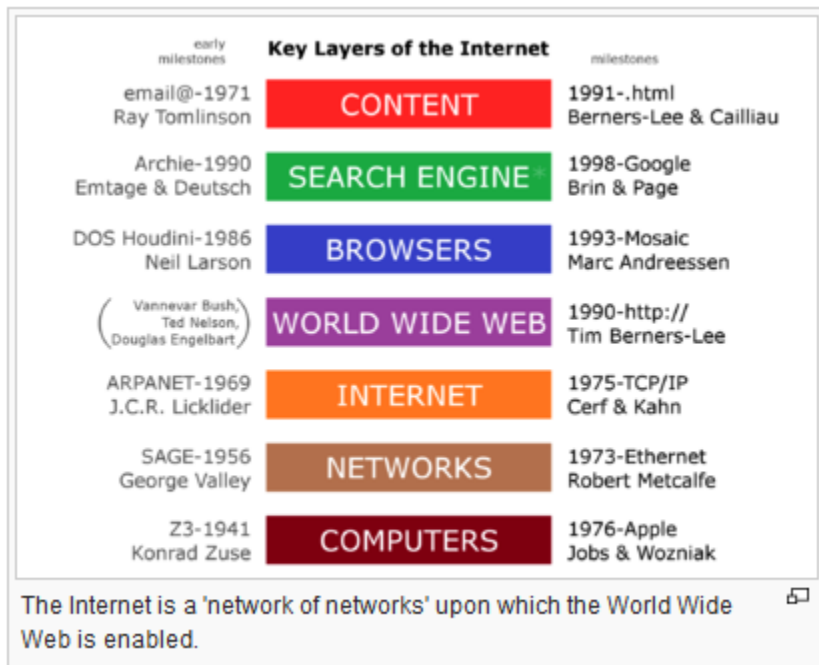 early
milestones
Key Layers of the Internet
milestones
email@-1971
Ray Tomlinson
CONTENT
1991-.html
Berners-Lee & Cailliau
Archie-1990
Emtage & Deutsch
SEARCH ENGINE*
1998-Google
Brin & Page
DOS Houdini-1986
Neil Larson
BROWSERS
1993-Mosaic
Marc Andreessen
(Vannevar Bush,
Ted Nelson,
Douglas Engelbart)
WORLD WIDE WEB
1990-http://
Tim Berners-Lee
ARPANET-1969
J.C.R. Licklider
INTERNET
1975-TCP/IP
Cerf & Kahn
SAGE-1956
George Valley
NETWORKS
1973-Ethernet
Robert Metcalfe
Z3-1941
Konrad Zuse
COMPUTERS
1976-Apple
Jobs & Wozniak
The Internet is a 'network of networks' upon which the World Wide
Web is enabled.